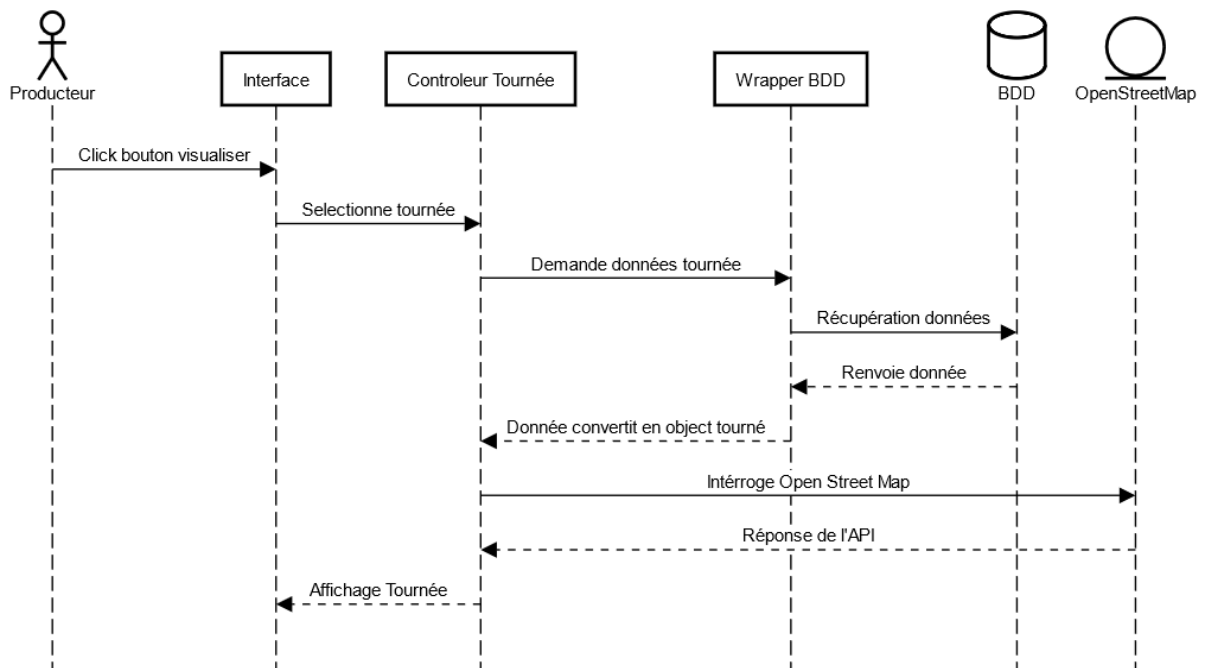 Producteur
Interface
Controleur Tournée
Wrapper BDD
BDD
OpenStreetMap
Click bouton visualiser
Selectionne tournée
Demande données tournée
Récupération données
Renvoie donnée
Donnée convertit en object tourné
Intérroge Open Street Map
Réponse de l'API
Affichage Tournée